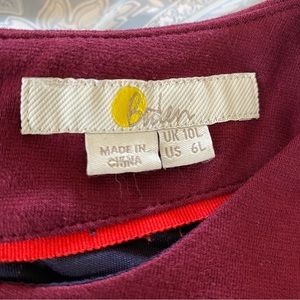 Boden
MADE IN
CHINA
UK 10L
US 6L